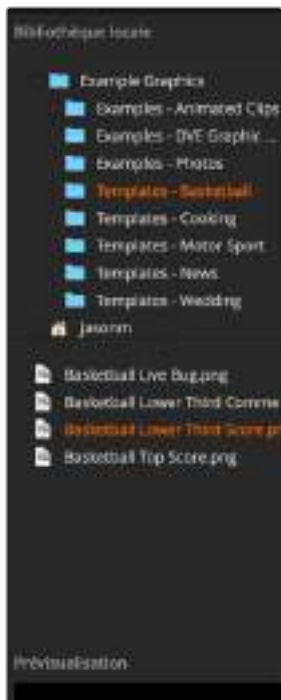 Bibliothèque locale
Example Graphics
Examples - Animated Clips
Examples - DVE Graphic ...
Examples - Photos
Templates - Basketball
Templates - Cooking
Templates - Motor Sport
Templates - News
Templates - Wedding
jasonm
Basketball Live Bug.png
Basketball Lower Third Comme
Basketball Lower Third Score.pn
Basketball Top Score.png
Prévisualisation